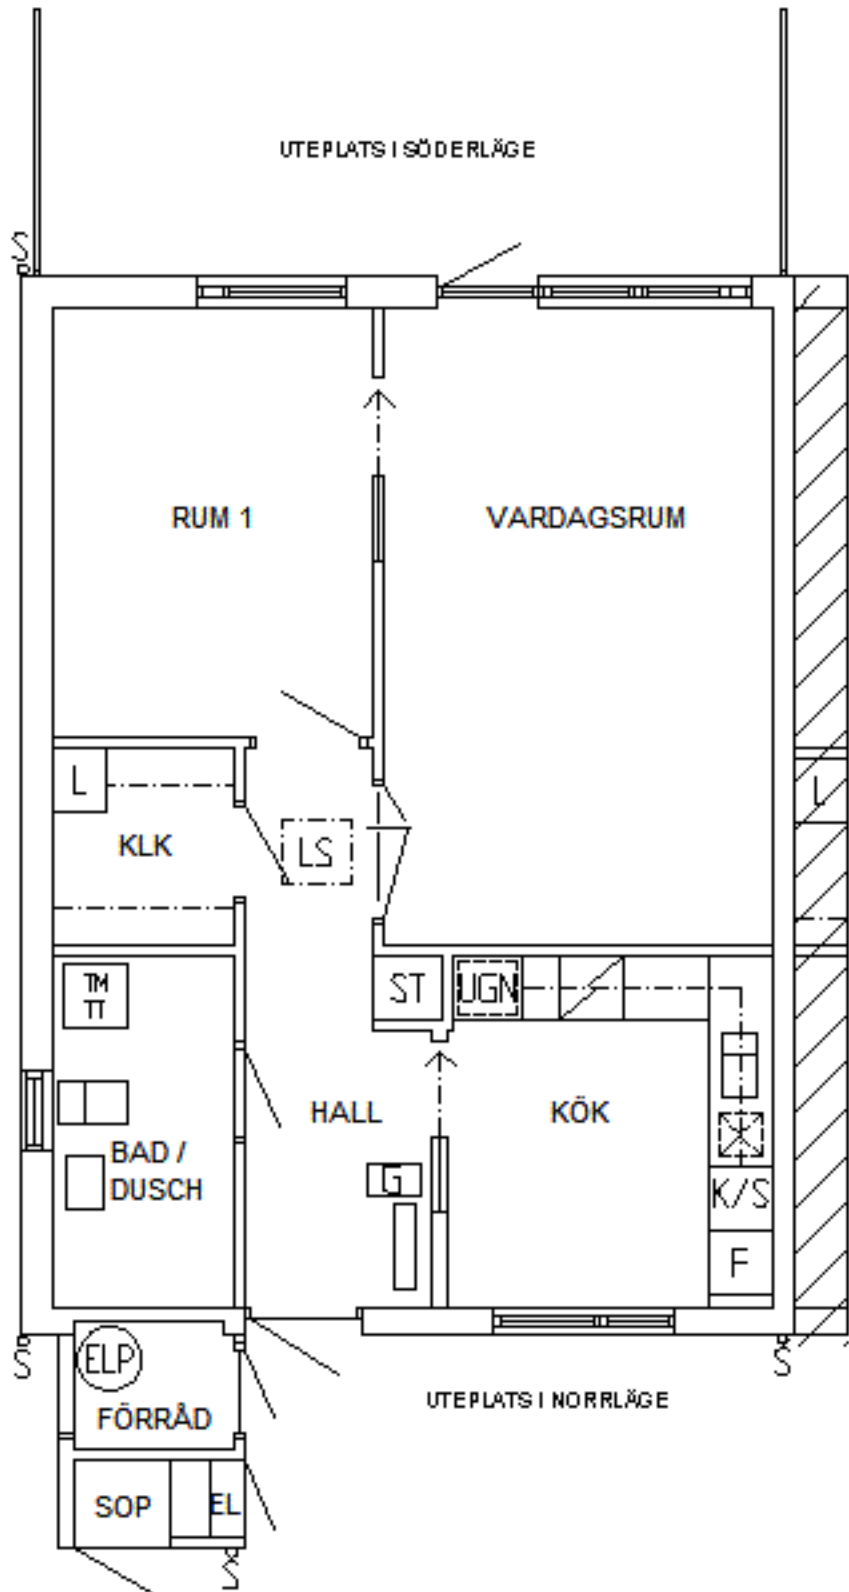 UTEPLATS I SÖDERLÄGE
S
RUM 1
VARDAGSRUM
L
L
KLK
LS
TM
TT
ST
UGN
HALL
KÖK
BAD /
DUSCH
G
K/S
F
S
S
ELP
UTEPLATS I NORRLÄGE
FÖRRÅD
SOP
EL
S